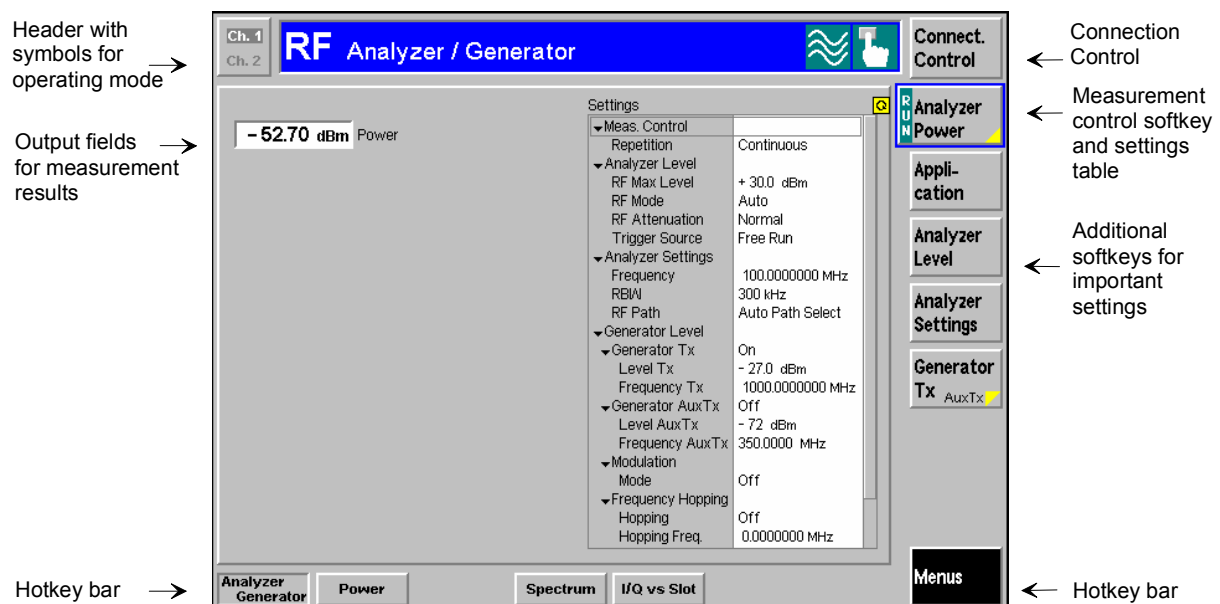 Header with
symbols for
operating mode
Output fields
for measurement
results
Hotkey bar
Ch. 1
Ch. 2
RF Analyzer / Generator
- 52.70 dBm Power
Settings
Meas. Control
Repetition Continuous
Analyzer Level
RF Max Level + 30.0 dBm
RF Mode Auto
RF Attenuation Normal
Trigger Source Free Run
Analyzer Settings
Frequency 100.0000000 MHz
RBW 300 kHz
RF Path Auto Path Select
Generator Level
Generator Tx On
Level Tx - 27.0 dBm
Frequency Tx 1000.0000000 MHz
Generator AuxTx Off
Level AuxTx - 72 dBm
Frequency AuxTx 350.0000 MHz
Modulation
Mode Off
Frequency Hopping
Hopping Off
Hopping Freq. 0.0000000 MHz
Analyzer
Generator
Power
Spectrum
I/Q vs Slot
Connect.
Control
RUN
Analyzer
Power
Appli-
cation
Analyzer
Level
Analyzer
Settings
Generator
Tx AuxTx
Menus
Connection
Control
Measurement
control softkey
and settings
table
Additional
softkeys for
important
settings
Hotkey bar